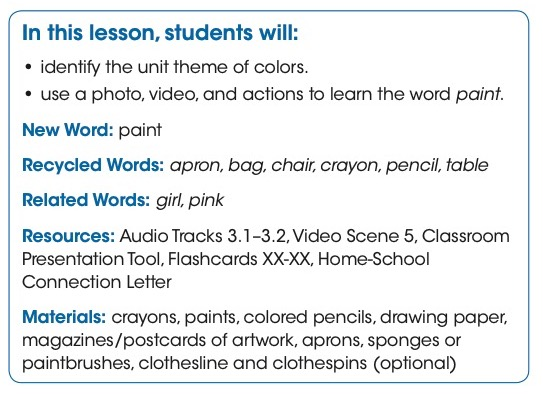 In this lesson, students will:
• identify the unit theme of colors.
• use a photo, video, and actions to learn the word paint.
New Word: paint
Recycled Words: apron, bag, chair, crayon, pencil, table
Related Words: girl, pink
Resources: Audio Tracks 3.1–3.2, Video Scene 5, Classroom
Presentation Tool, Flashcards XX-XX, Home-School
Connection Letter
Materials: crayons, paints, colored pencils, drawing paper,
magazines/postcards of artwork, aprons, sponges or
paintbrushes, clothesline and clothespins (optional)